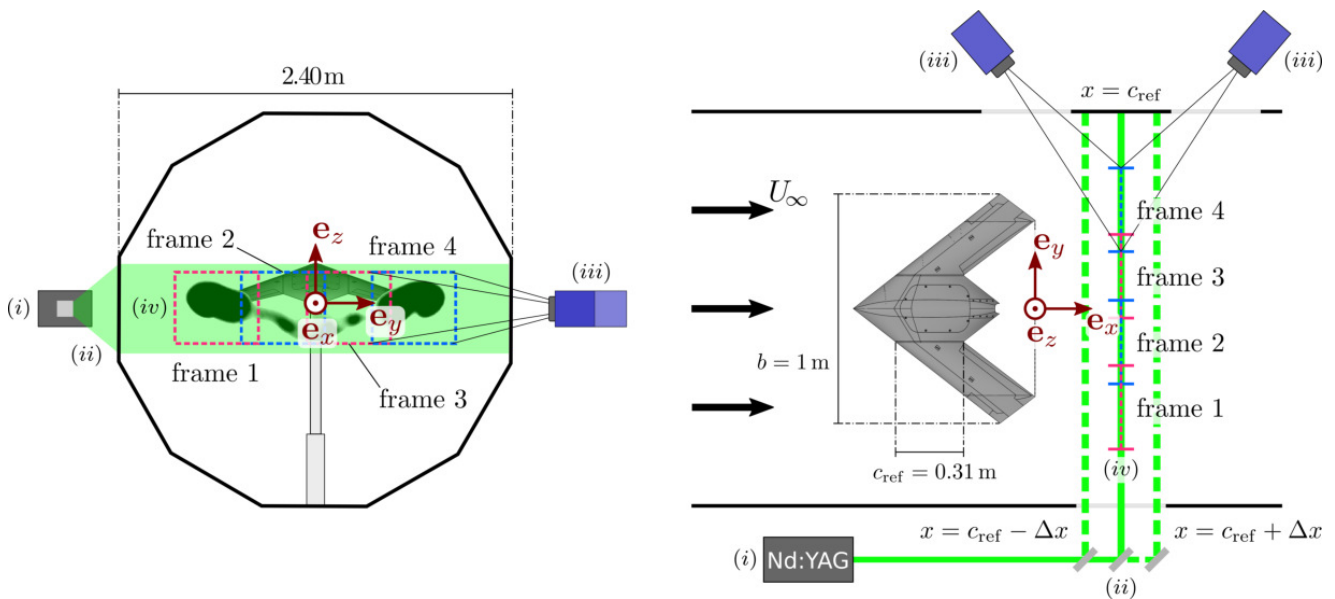 2.40m
frame 2
e_z
frame 4
(iii)
(i)
(iv)
e_x
e_y
(ii)
frame 1
frame 3
(iii)
(iii)
x = c_ref
U_∞
frame 4
e_y
frame 3
e_z
e_x
b = 1 m
frame 2
frame 1
c_ref = 0.31 m
(iv)
x = c_ref − Δx
x = c_ref + Δx
(i)
Nd:YAG
(ii)